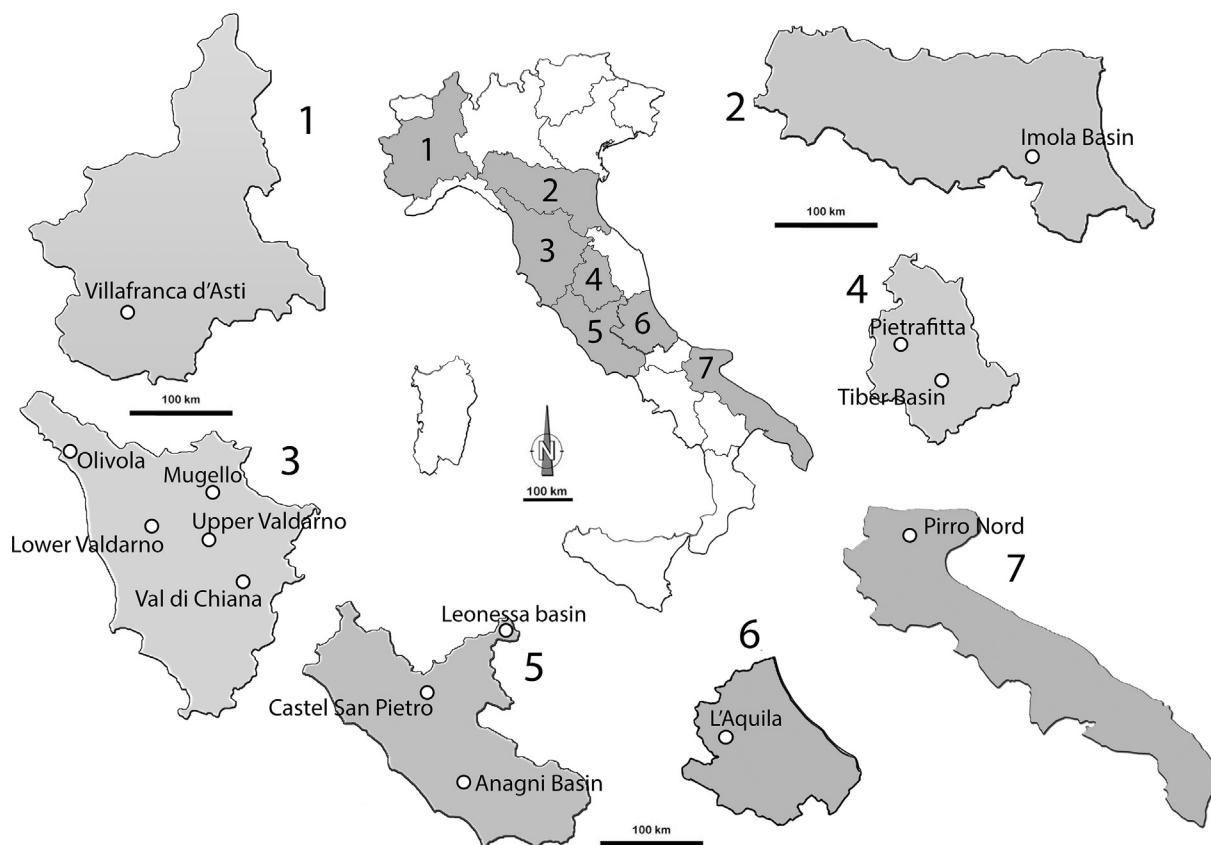 1
Villafranca d'Asti
100 km
1
2
3
4
5
6
7
N
100 km
2
Imola Basin
100 km
4
Pietrafitta
Tiber Basin
3
Olivola
Mugello
Upper Valdarno
Lower Valdarno
Val di Chiana
5
Leonessa basin
Castel San Pietro
Anagni Basin
100 km
6
L'Aquila
7
Pirro Nord